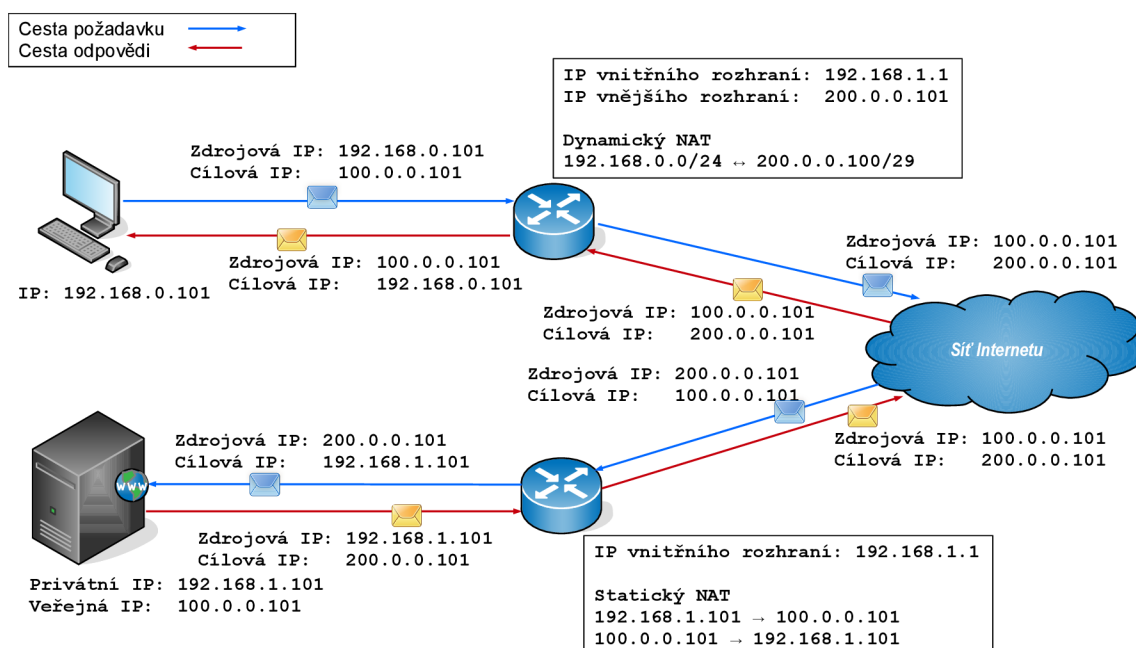 Cesta požadavku
Cesta odpovědi
IP vnitřního rozhraní: 192.168.1.1
IP vnějšího rozhraní: 200.0.0.101
Dynamický NAT
192.168.0.0/24 ↔ 200.0.0.100/29
Zdrojová IP: 192.168.0.101
Cílová IP: 100.0.0.101
Zdrojová IP: 100.0.0.101
Cílová IP: 192.168.0.101
IP: 192.168.0.101
Zdrojová IP: 100.0.0.101
Cílová IP: 200.0.0.101
Zdrojová IP: 100.0.0.101
Cílová IP: 200.0.0.101
Síť Internetu
Zdrojová IP: 200.0.0.101
Cílová IP: 100.0.0.101
Zdrojová IP: 100.0.0.101
Cílová IP: 200.0.0.101
Zdrojová IP: 200.0.0.101
Cílová IP: 192.168.1.101
www
Zdrojová IP: 192.168.1.101
Cílová IP: 200.0.0.101
Privátní IP: 192.168.1.101
Veřejná IP: 100.0.0.101
IP vnitřního rozhraní: 192.168.1.1
Statický NAT
192.168.1.101 → 100.0.0.101
100.0.0.101 → 192.168.1.101